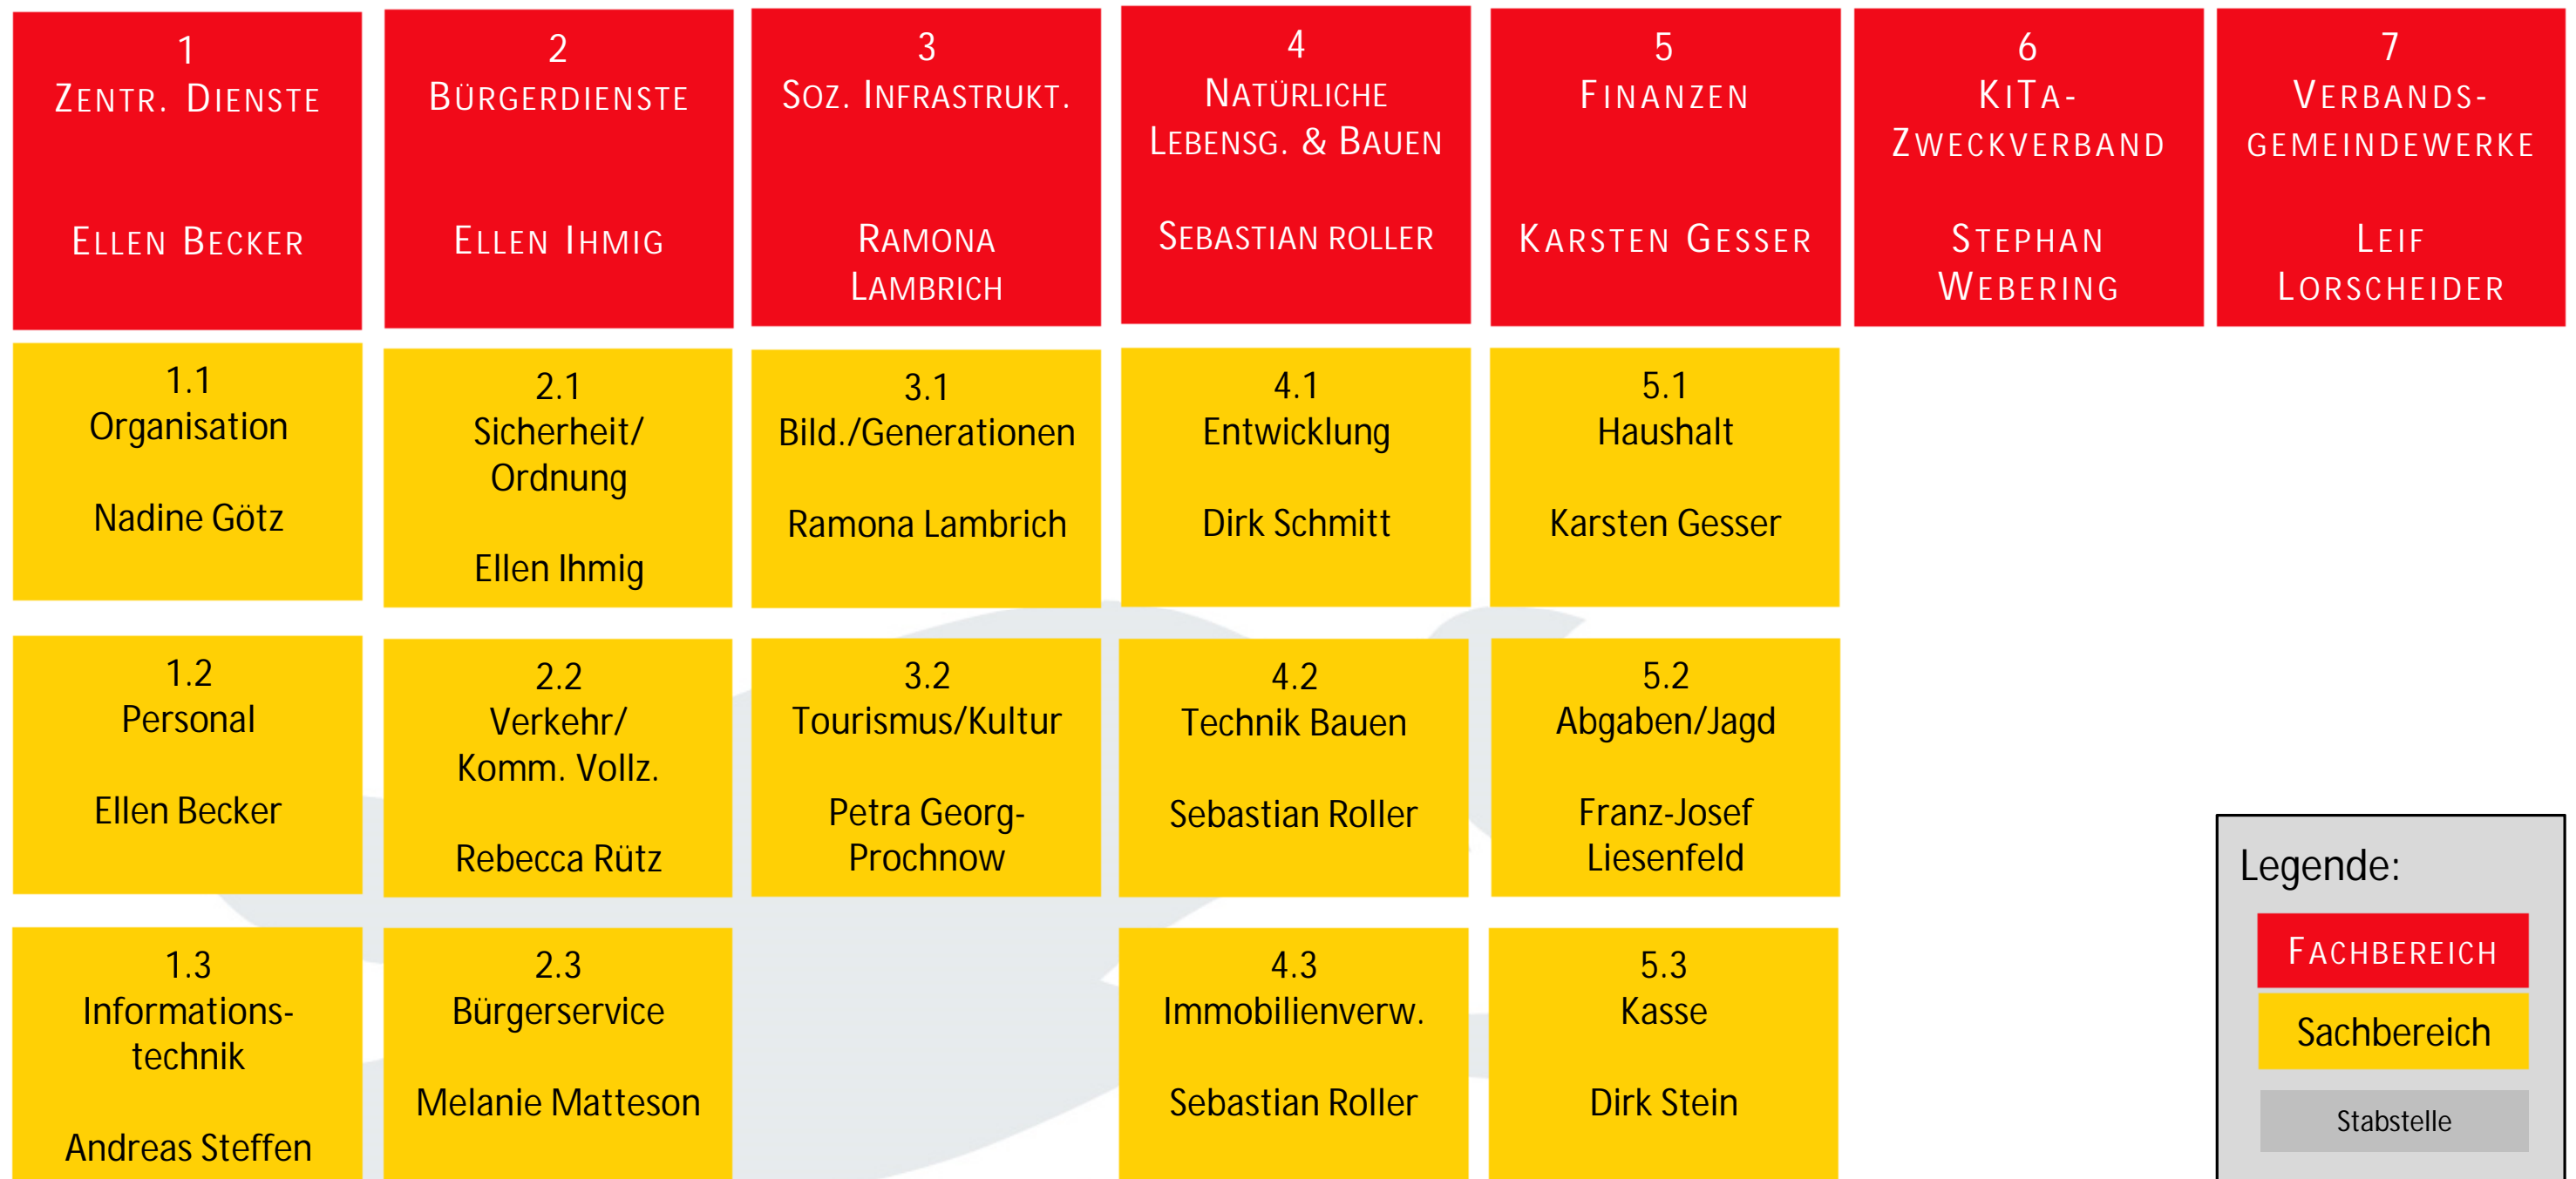 1
ZENTR. DIENSTE
ELLEN BECKER
2
BÜRGERDIENSTE
ELLEN IHMIG
3
SOZ. INFRASTRUKT.
RAMONA
LAMBRICH
4
NATÜRLICHE
LEBENSG. & BAUEN
SEBASTIAN ROLLER
5
FINANZEN
KARSTEN GESSER
6
KITA-
ZWECKVERBAND
STEPHAN
WEBERING
7
VERBANDS-
GEMEINDEWERKE
LEIF
LORSCHEIDER
1.1
Organisation
Nadine Götz
2.1
Sicherheit/
Ordnung
Ellen Ihmig
3.1
Bild./Generationen
Ramona Lambrich
4.1
Entwicklung
Dirk Schmitt
5.1
Haushalt
Karsten Gesser
1.2
Personal
Ellen Becker
2.2
Verkehr/
Komm. Vollz.
Rebecca Rütz
3.2
Tourismus/Kultur
Petra Georg-
Prochnow
4.2
Technik Bauen
Sebastian Roller
5.2
Abgaben/Jagd
Franz-Josef
Liesenfeld
1.3
Informations-
technik
Andreas Steffen
2.3
Bürgerservice
Melanie Matteson
4.3
Immobilienverw.
Sebastian Roller
5.3
Kasse
Dirk Stein
Legende:
FACHBEREICH
Sachbereich
Stabstelle